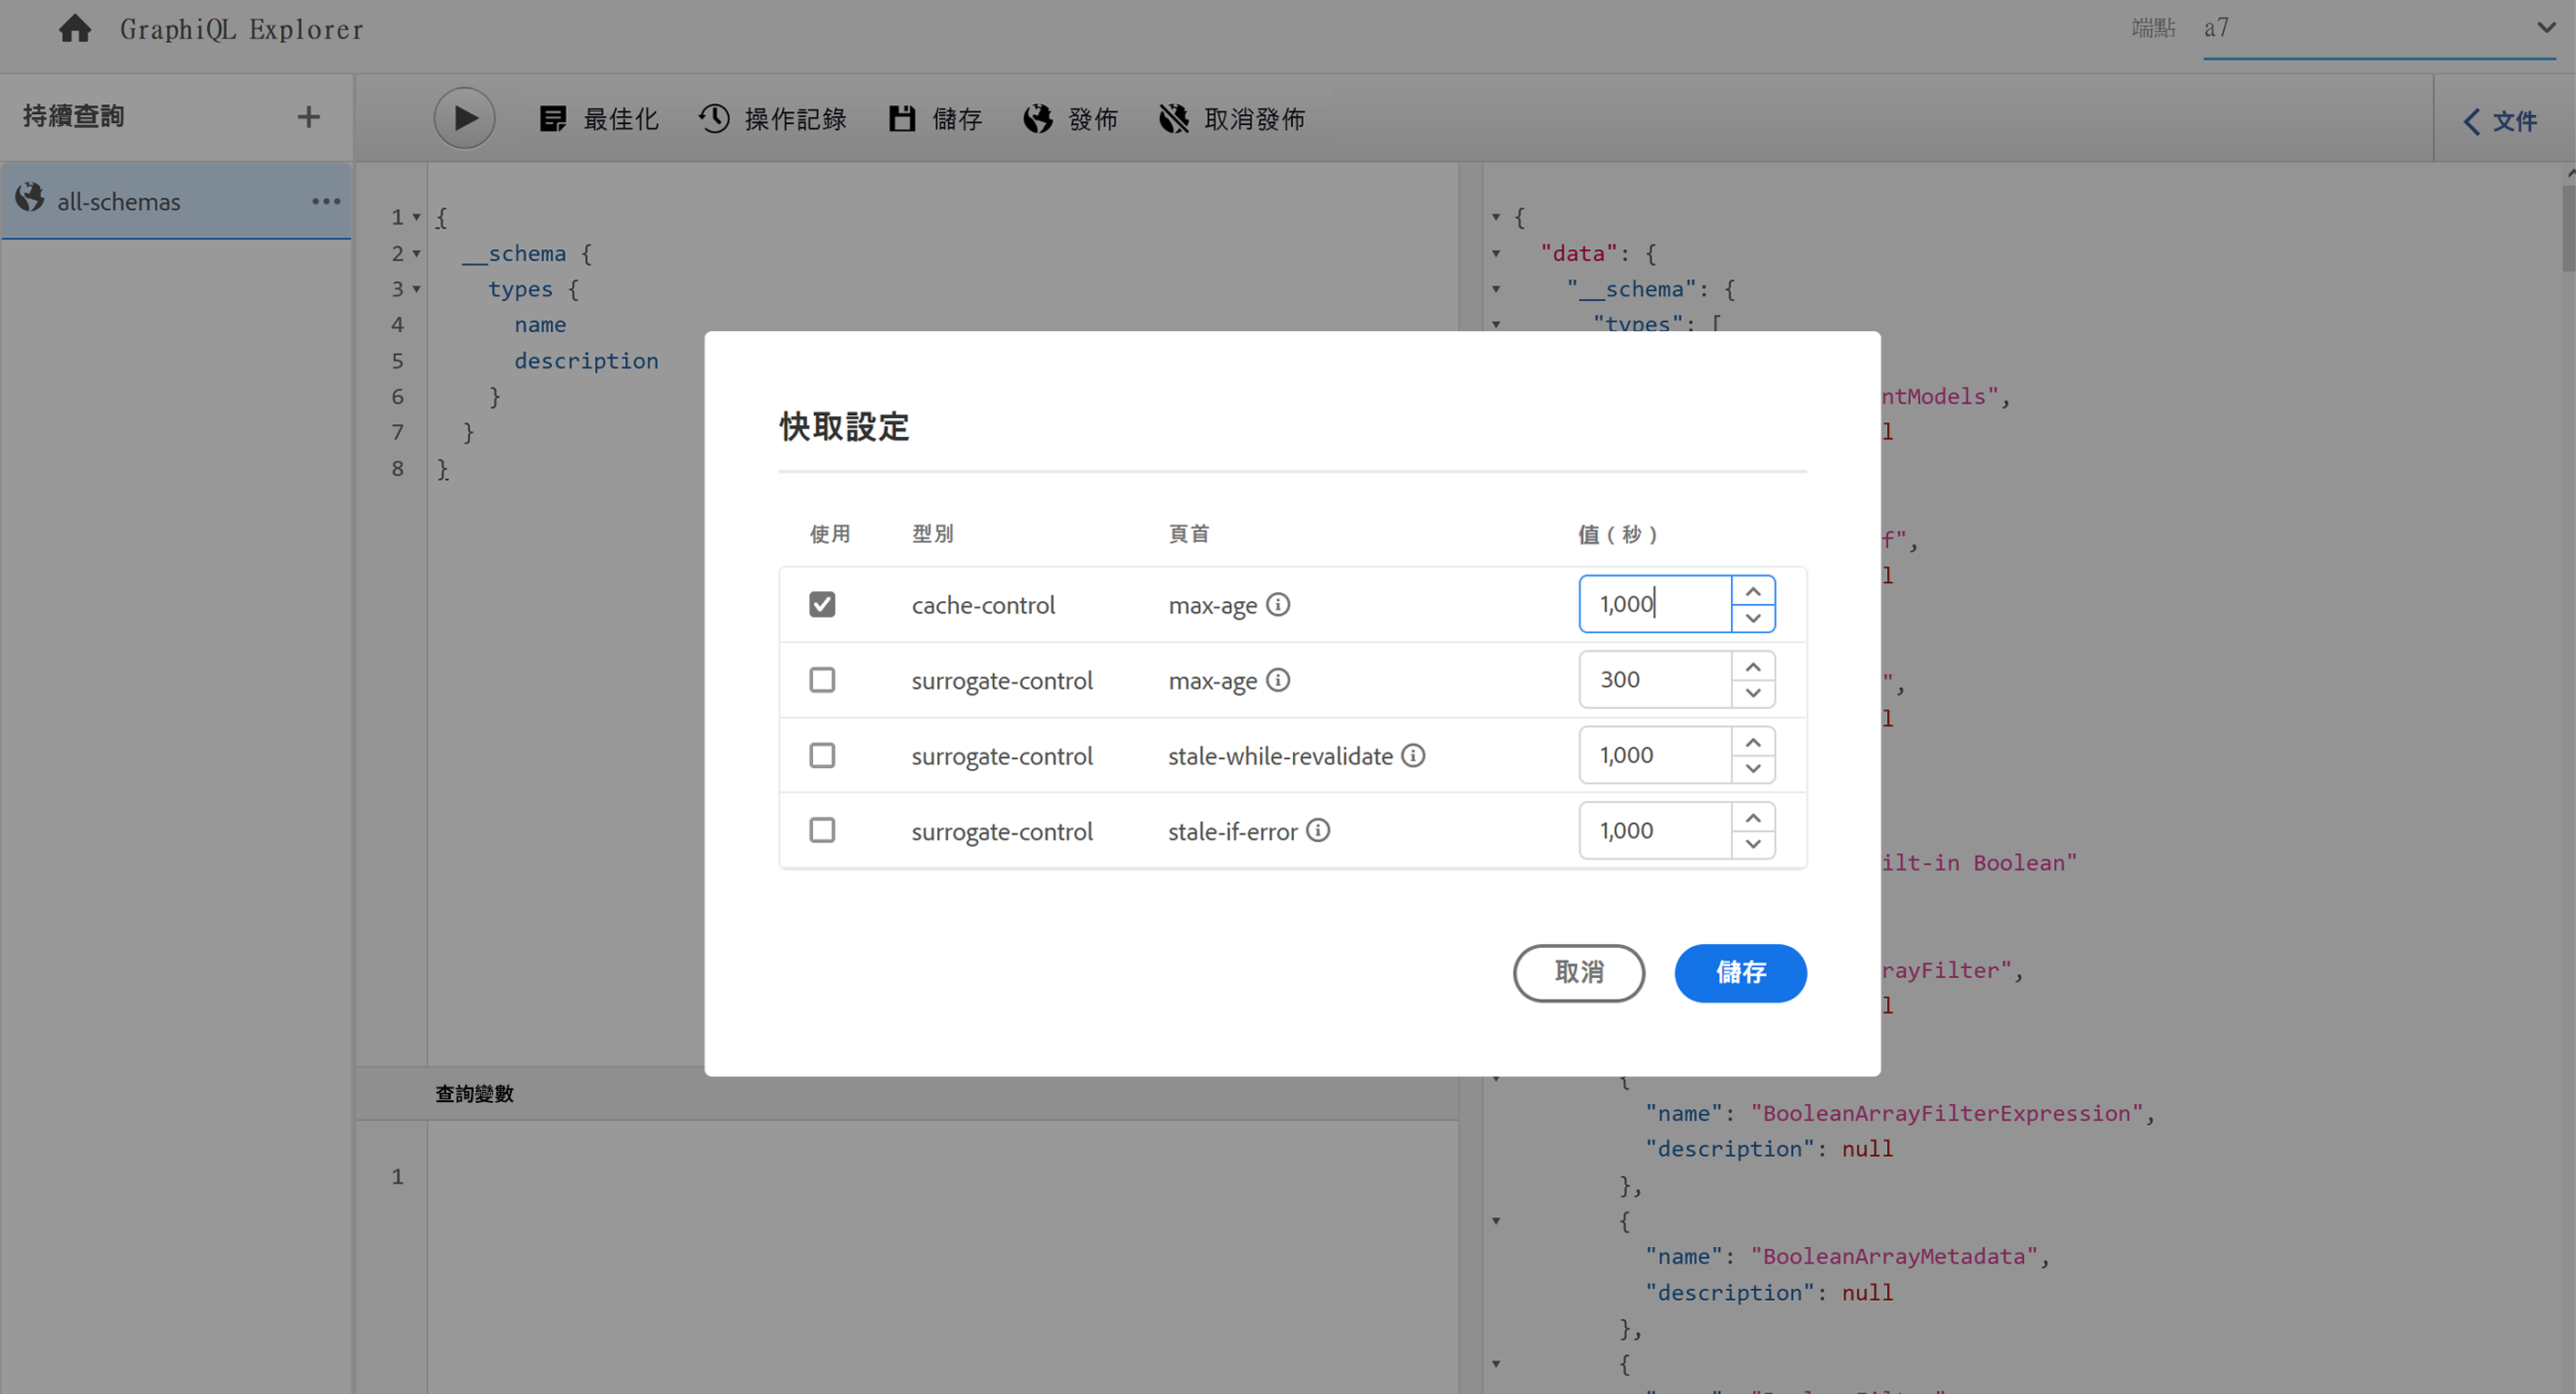 GraphiQL Explorer
端點 a7
持續查詢 +
最佳化 操作記錄 儲存 發佈 取消發佈
文件
all-schemas
1 {
2 __schema {
3 types {
4 name
5 description
6 }
7 }
8 }
{
"data": {
"__schema": {
"types": [
ntModels",
l
f",
l
",
l
ilt-in Boolean"
rayFilter",
l
{
"name": "BooleanArrayFilterExpression",
"description": null
},
{
"name": "BooleanArrayMetadata",
"description": null
},
{
快取設定
使用 型別 頁首 值(秒)
cache-control max-age 1,000
surrogate-control max-age 300
surrogate-control stale-while-revalidate 1,000
surrogate-control stale-if-error 1,000
取消 儲存
查詢變數
1